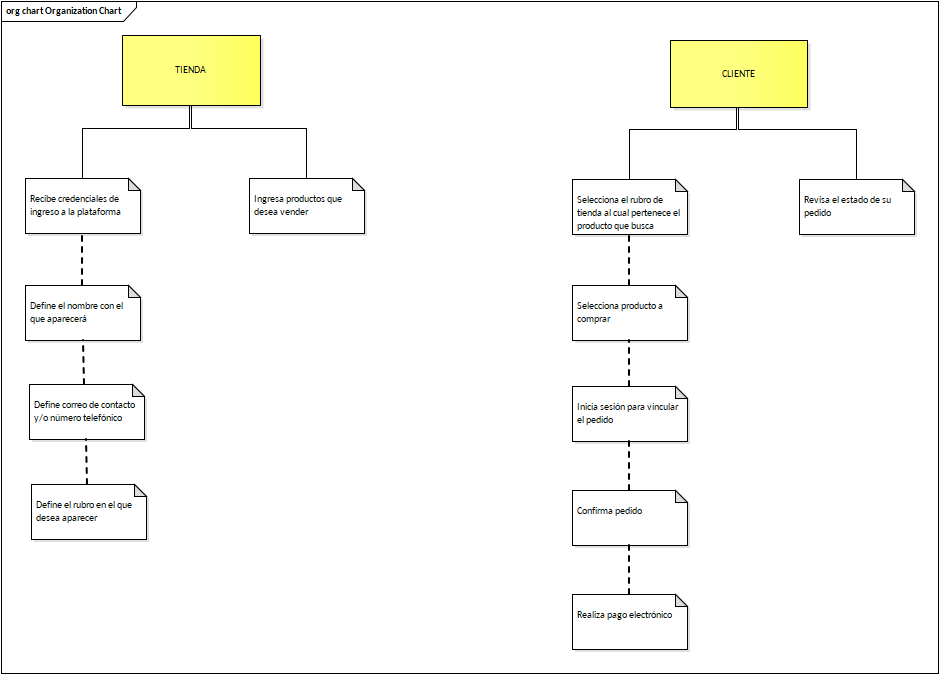 org chart Organization Chart
TIENDA
CLIENTE
Recibe credenciales de
ingreso a la plataforma
Ingresa productos que
desea vender
Selecciona el rubro de
tienda al cual pertenece el
producto que busca
Revisa el estado de su
pedido
Define el nombre con el
que aparecerá
Selecciona producto a
comprar
Define correo de contacto
y/o número telefónico
Inicia sesión para vincular
el pedido
Define el rubro en el que
desea aparecer
Confirma pedido
Realiza pago electrónico